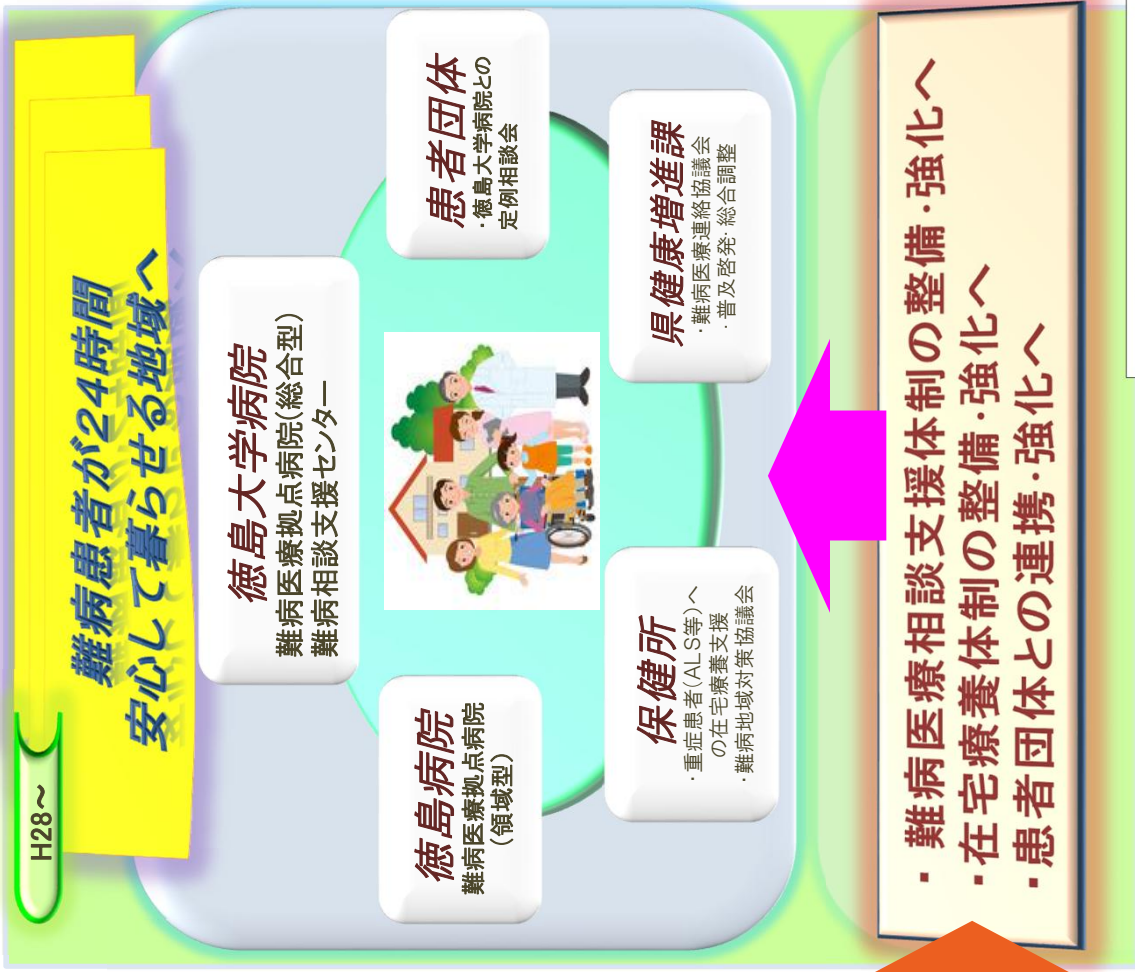 H28~
難病患者が24時間
安心して暮らせる地域へ
徳島大学病院
難病医療拠点病院(総合型)
難病相談支援センター
徳島病院
難病医療拠点病院
(領域型)
患者団体
・徳島大学病院との
定例相談会
保健所
・重症患者(ALS等)へ
の在宅療養支援
・難病地域対策協議会
県健康増進課
・難病医療連絡協議会
・普及啓発・総合調整
・難病医療相談支援体制の整備・強化へ
・在宅療養体制の整備・強化へ
・患者団体との連携・強化へ